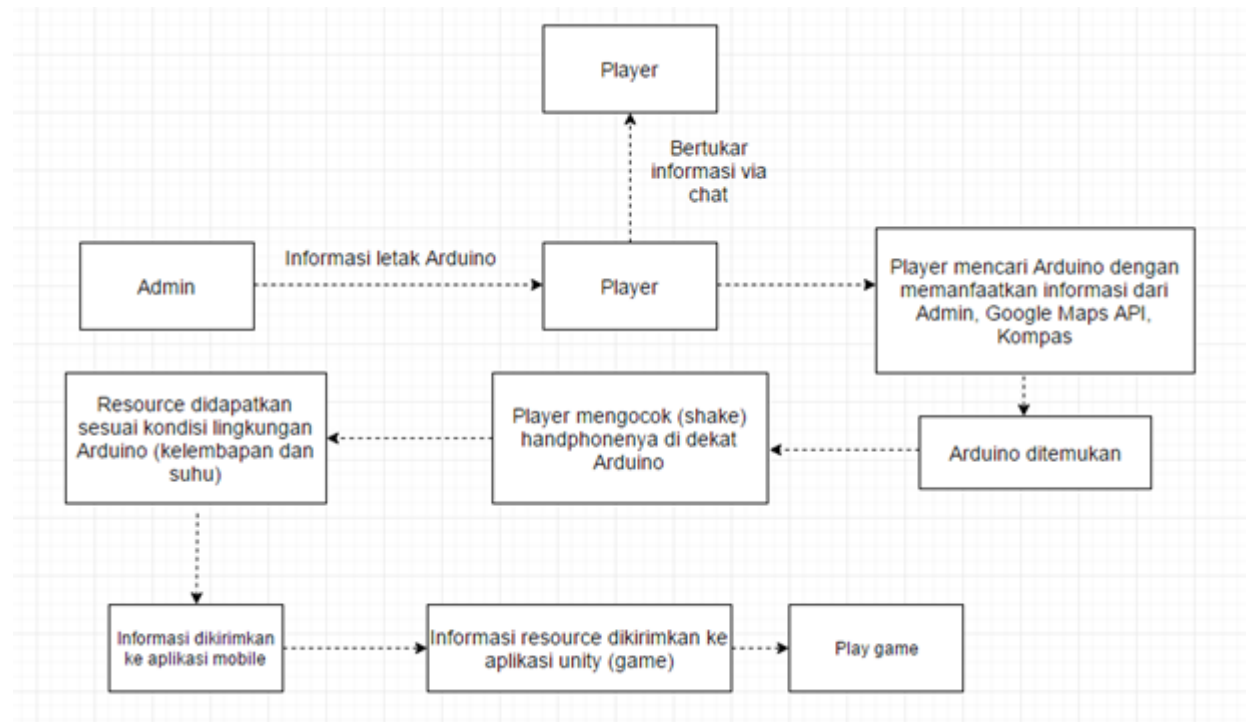 Player
Bertukar
informasi via
chat
Admin
Informasi letak Arduino
Player
Player mencari Arduino dengan
memanfaatkan informasi dari
Admin, Google Maps API,
Kompas
Resource didapatkan
sesuai kondisi lingkungan
Arduino (kelembapan dan
suhu)
Player mengocok (shake)
handphonenya di dekat
Arduino
Arduino ditemukan
Informasi dikirimkan
ke aplikasi mobile
Informasi resource dikirimkan ke
aplikasi unity (game)
Play game